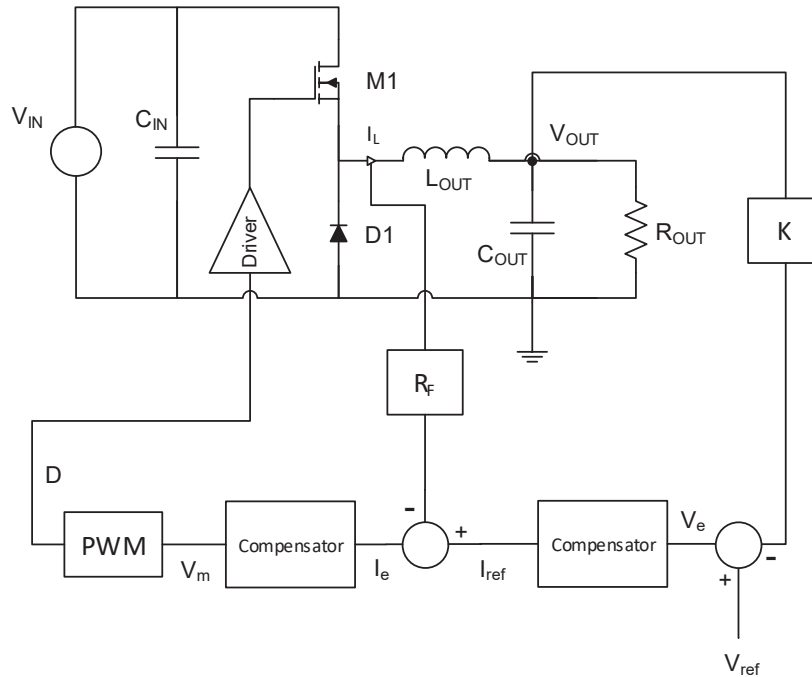 M1
V_IN
C_IN
I_L
V_OUT
L_OUT
Driver
D1
C_OUT
R_OUT
K
R_F
D
-
+
PWM
V_m
Compensator
I_e
I_ref
Compensator
V_e
-
+
V_ref